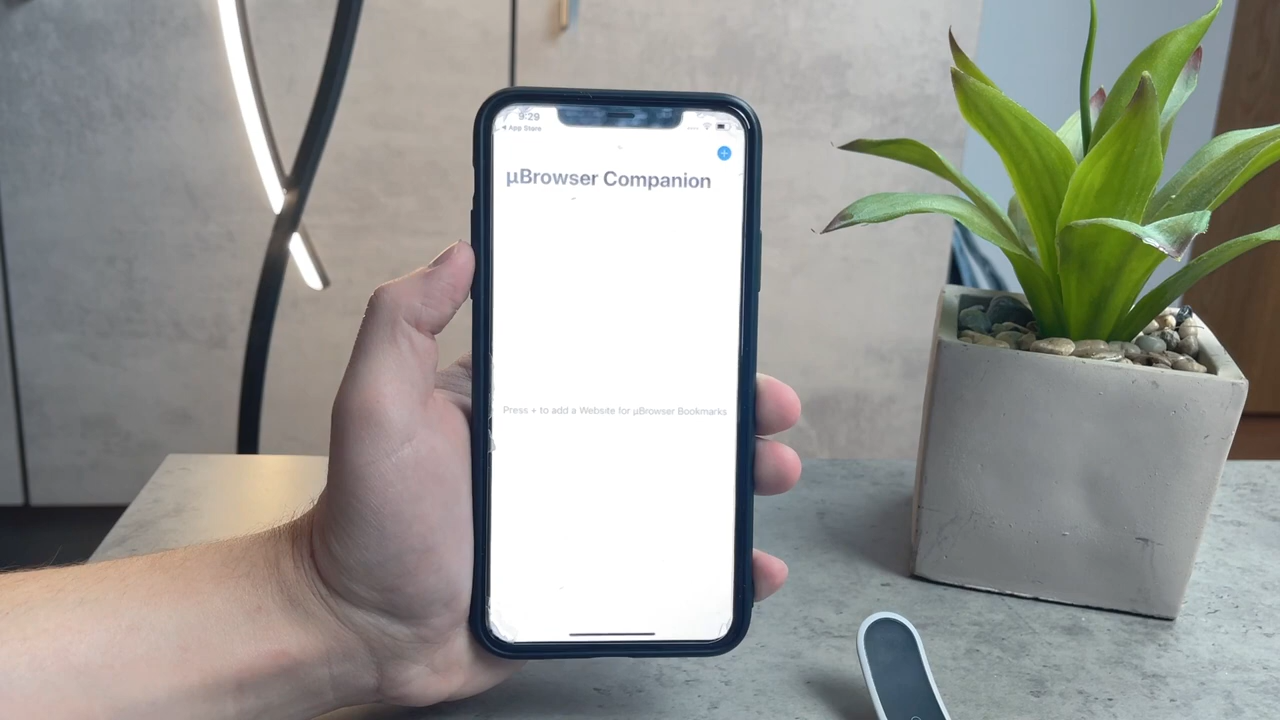 9:29
◀ App Store
µBrowser Companion
Press + to add a Website for µBrowser Bookmarks